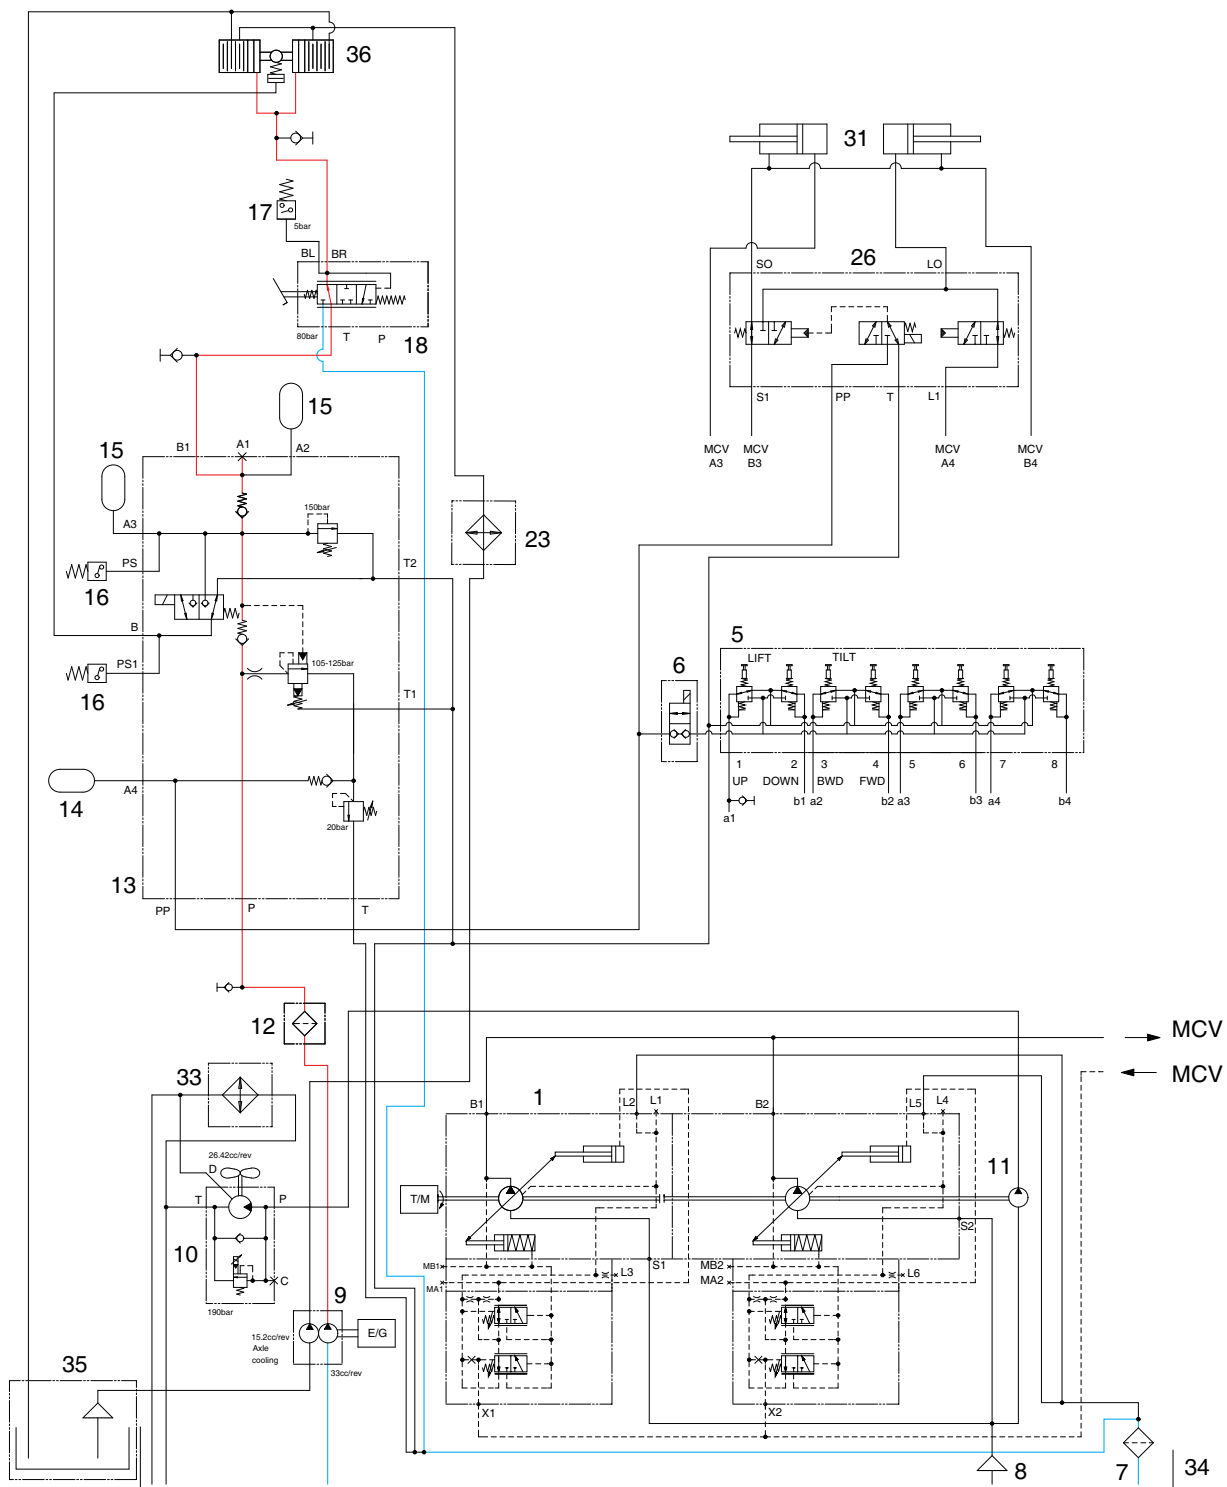 36
31
17
5bar
BL BR
SO
26
LO
80bar
T
P
18
15
S1
PP
T
L1
15
B1
A1
A2
MCV
A3
MCV
B3
MCV
A4
MCV
B4
150bar
A3
23
PS
T2
16
B
5
PS1
105-125bar
6
LIFT
TILT
16
T1
1
2
3
4
5
6
7
8
UP
DOWN
BWD
FWD
14
A4
b1 a2
b2 a3
b3 a4
b4
a1
20bar
13
PP
P
T
12
MCV
33
MCV
B1
1
L2
L1
B2
L5
L4
26.42cc/rev
D
11
T
P
T/M
10
S2
C
MB1
MA1
L3
S1
MB2
MA2
L6
190bar
9
15.2cc/rev
Axle
cooling
E/G
33cc/rev
35
X1
X2
8
7
34